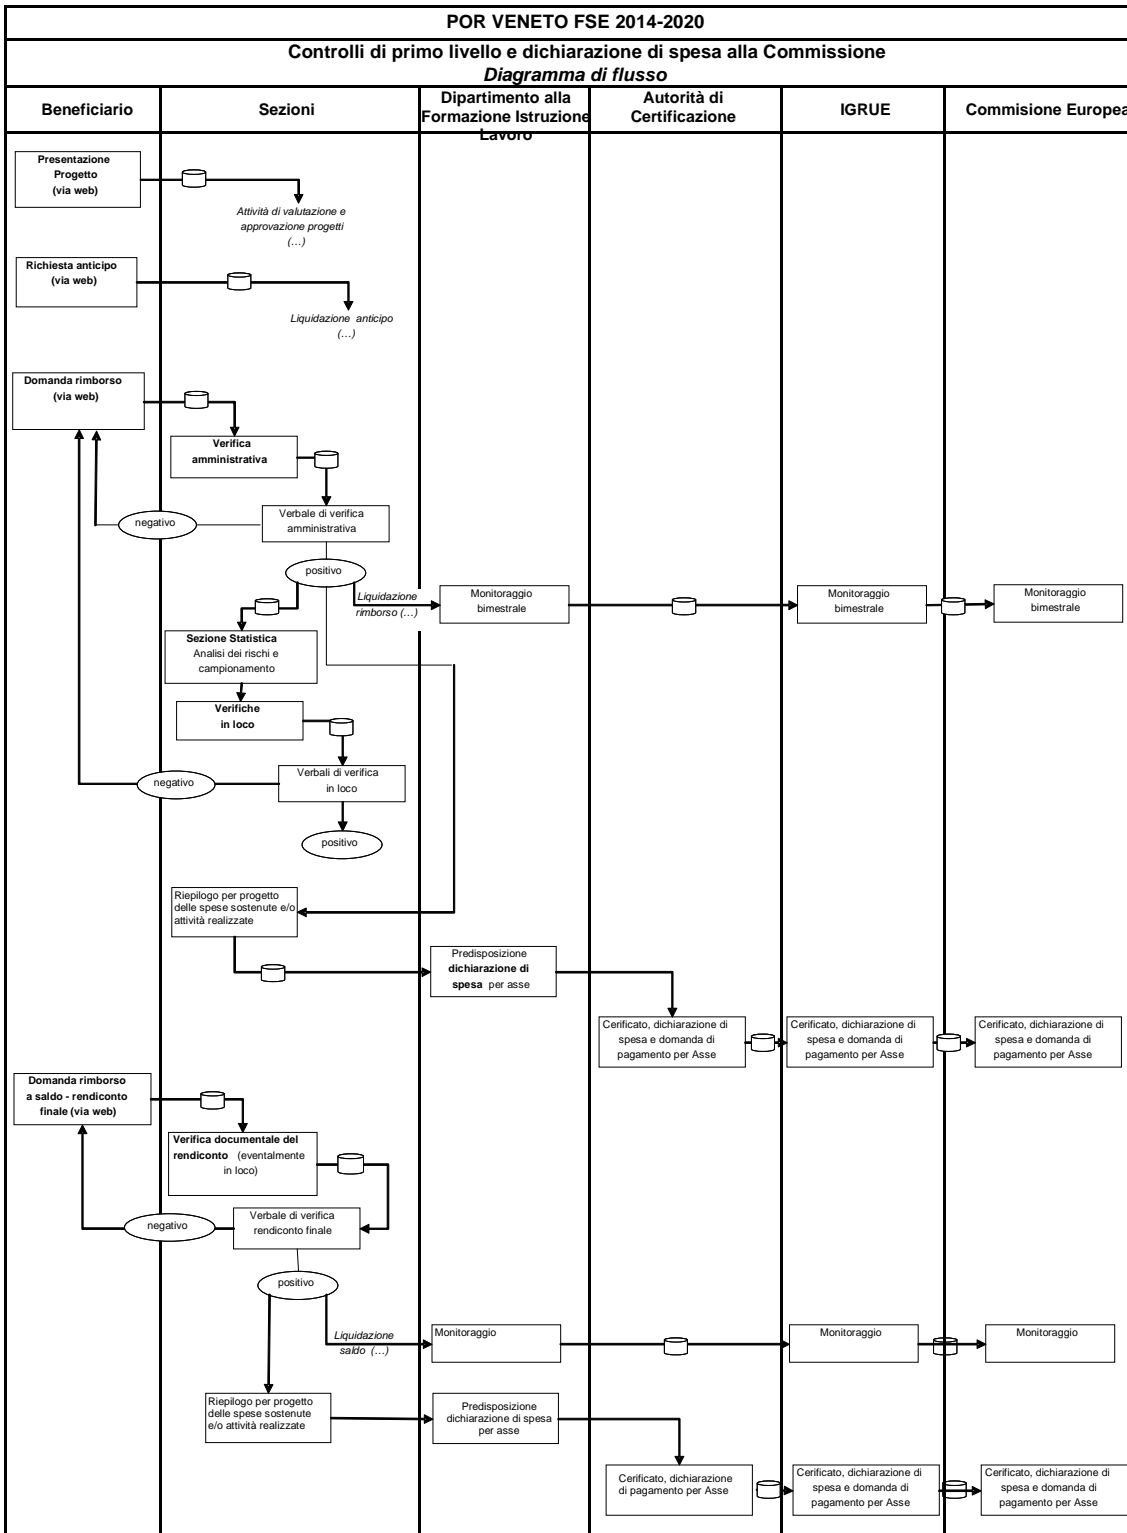 POR VENETO FSE 2014-2020
Controlli di primo livello e dichiarazione di spesa alla Commissione
Diagramma di flusso
Beneficiario
Sezioni
Dipartimento alla
Formazione Istruzione
Lavoro
Autorità di
Certificazione
IGRUE
Commisione Europea
Presentazione
Progetto
(via web)
Attività di valutazione e
approvazione progetti
(…)
Richiesta anticipo
(via web)
Liquidazione anticipo
(…)
Domanda rimborso
(via web)
Verifica
amministrativa
Verbale di verifica
amministrativa
negativo
positivo
Liquidazione
rimborso (…)
Monitoraggio
bimestrale
Monitoraggio
bimestrale
Monitoraggio
bimestrale
Sezione Statistica
Analisi dei rischi e
campionamento
Verifiche
in loco
Verbali di verifica
in loco
negativo
positivo
Riepilogo per progetto
delle spese sostenute e/o
attività realizzate
Predisposizione
dichiarazione di
spesa per asse
Cerificato, dichiarazione di
spesa e domanda di
pagamento per Asse
Cerificato, dichiarazione di
spesa e domanda di
pagamento per Asse
Cerificato, dichiarazione di
spesa e domanda di
pagamento per Asse
Domanda rimborso
a saldo - rendiconto
finale (via web)
Verifica documentale del
rendiconto (eventalmente
in loco)
Verbale di verifica
rendiconto finale
negativo
positivo
Liquidazione
saldo (…)
Monitoraggio
Monitoraggio
Monitoraggio
Riepilogo per progetto
delle spese sostenute
e/o attività realizzate
Predisposizione
dichiarazione di spesa
per asse
Cerificato, dichiarazione
di pagamento per Asse
Cerificato, dichiarazione di
spesa e domanda di
pagamento per Asse
Cerificato, dichiarazione di
spesa e domanda di
pagamento per Asse